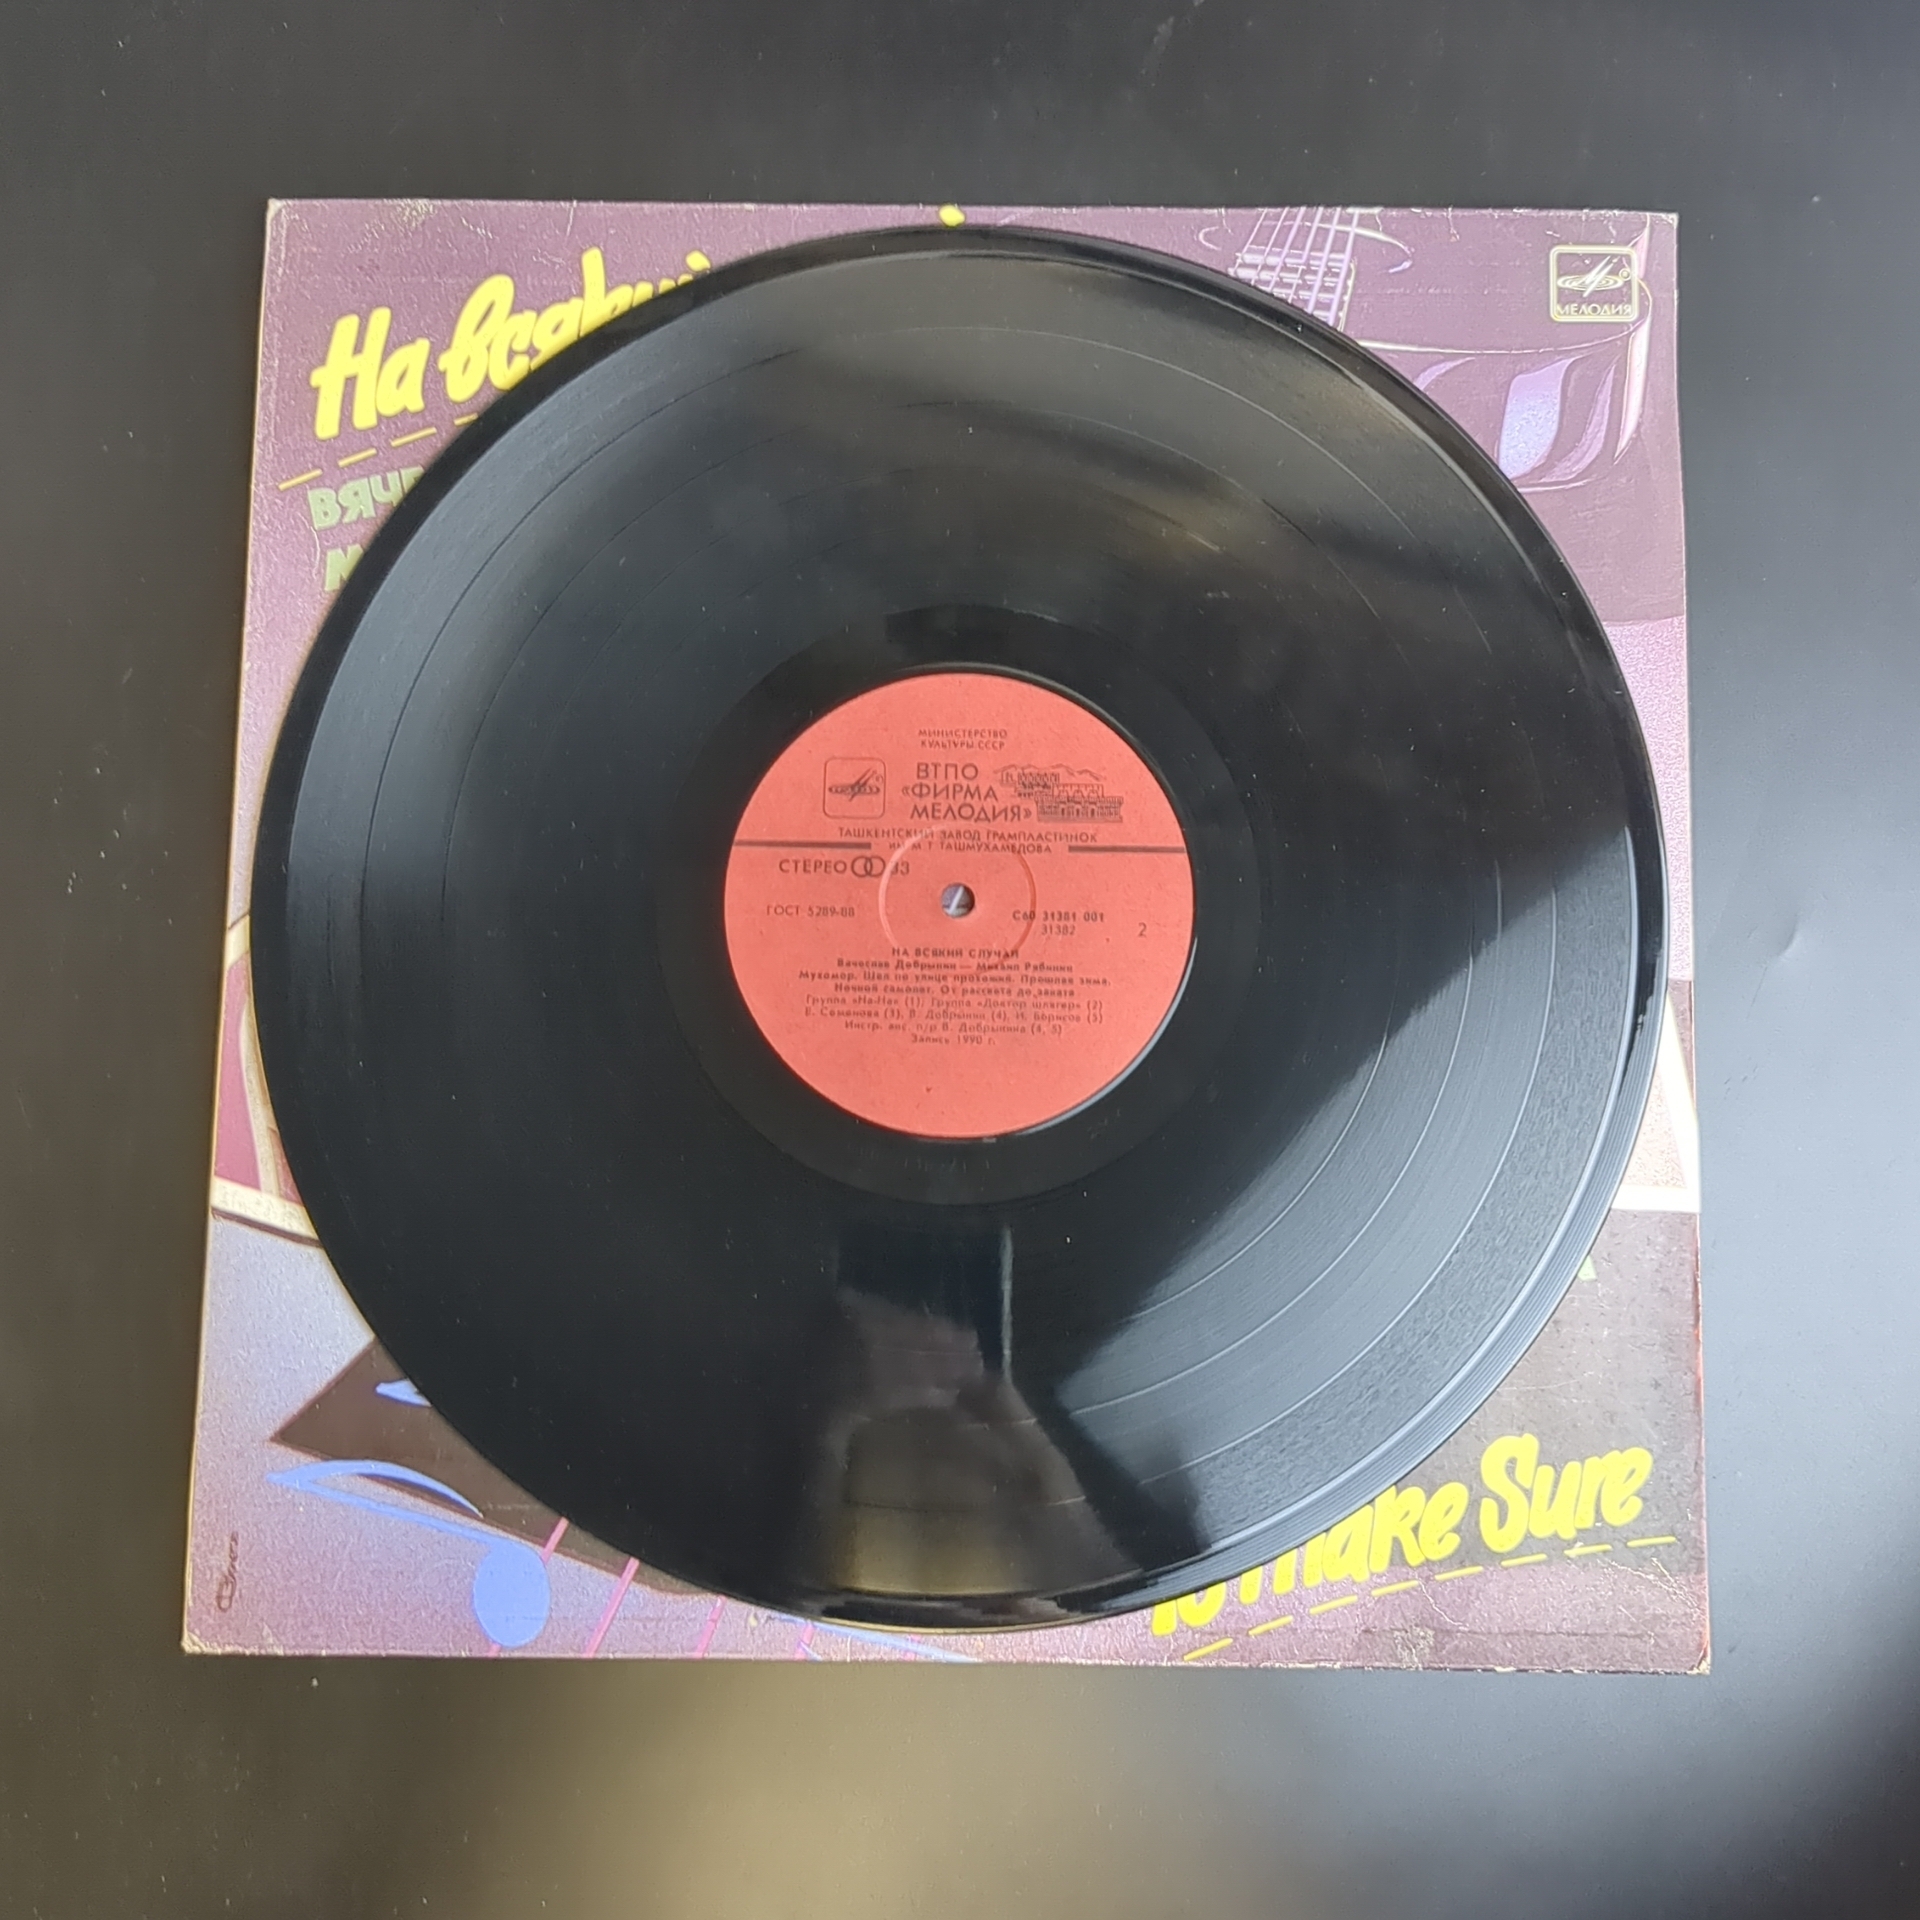 На всякий
МЕЛОДИЯ
МИНИСТЕРСТВО
КУЛЬТУРЫ СССР
ВТПО
«ФИРМА
МЕЛОДИЯ»
ТАШКЕНТСКИЙ ЗАВОД ГРАМПЛАСТИНОК
им М Т ТАШМУХАМЕДОВА
СТЕРЕО 33
ГОСТ 5289-88
С60 31381 001
31382
2
НА ВСЯКИЙ СЛУЧАЙ
Вячеслав Добрынин — Михаил Рябинин
Мухомор. Шел по улице прохожий. Прошлая зима.
Ночной самолет. От рассвета до заката
Группа «На-На» (1), Группа «Доктор шлягер» (2)
Е. Семенова (3), В. Добрынин (4), И. Борисов (5)
Инстр. анс. п/р В. Добрынина (4, 5)
Запись 1990 г.
To Make Sure